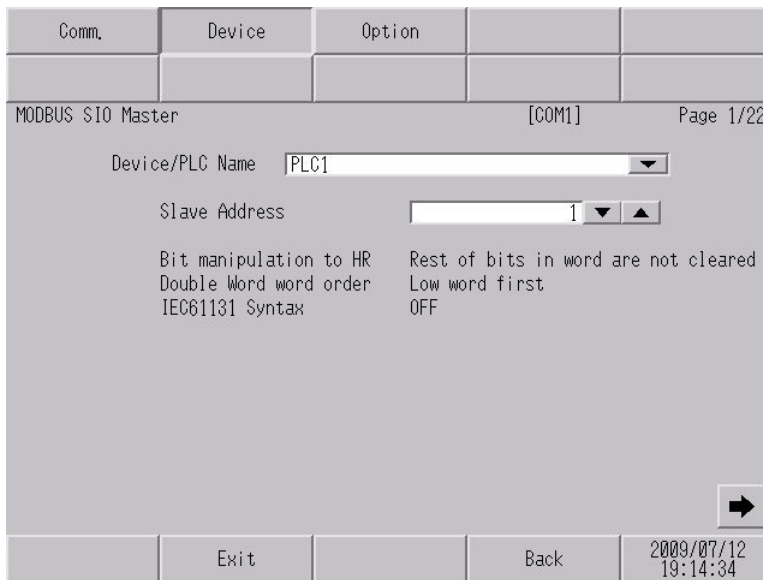 Comm. Device Option
MODBUS SIO Master [COM1] Page 1/22
Device/PLC Name PLC1
Slave Address 1
Bit manipulation to HR Rest of bits in word are not cleared
Double Word word order Low word first
IEC61131 Syntax OFF
Exit Back 2009/07/12
19:14:34